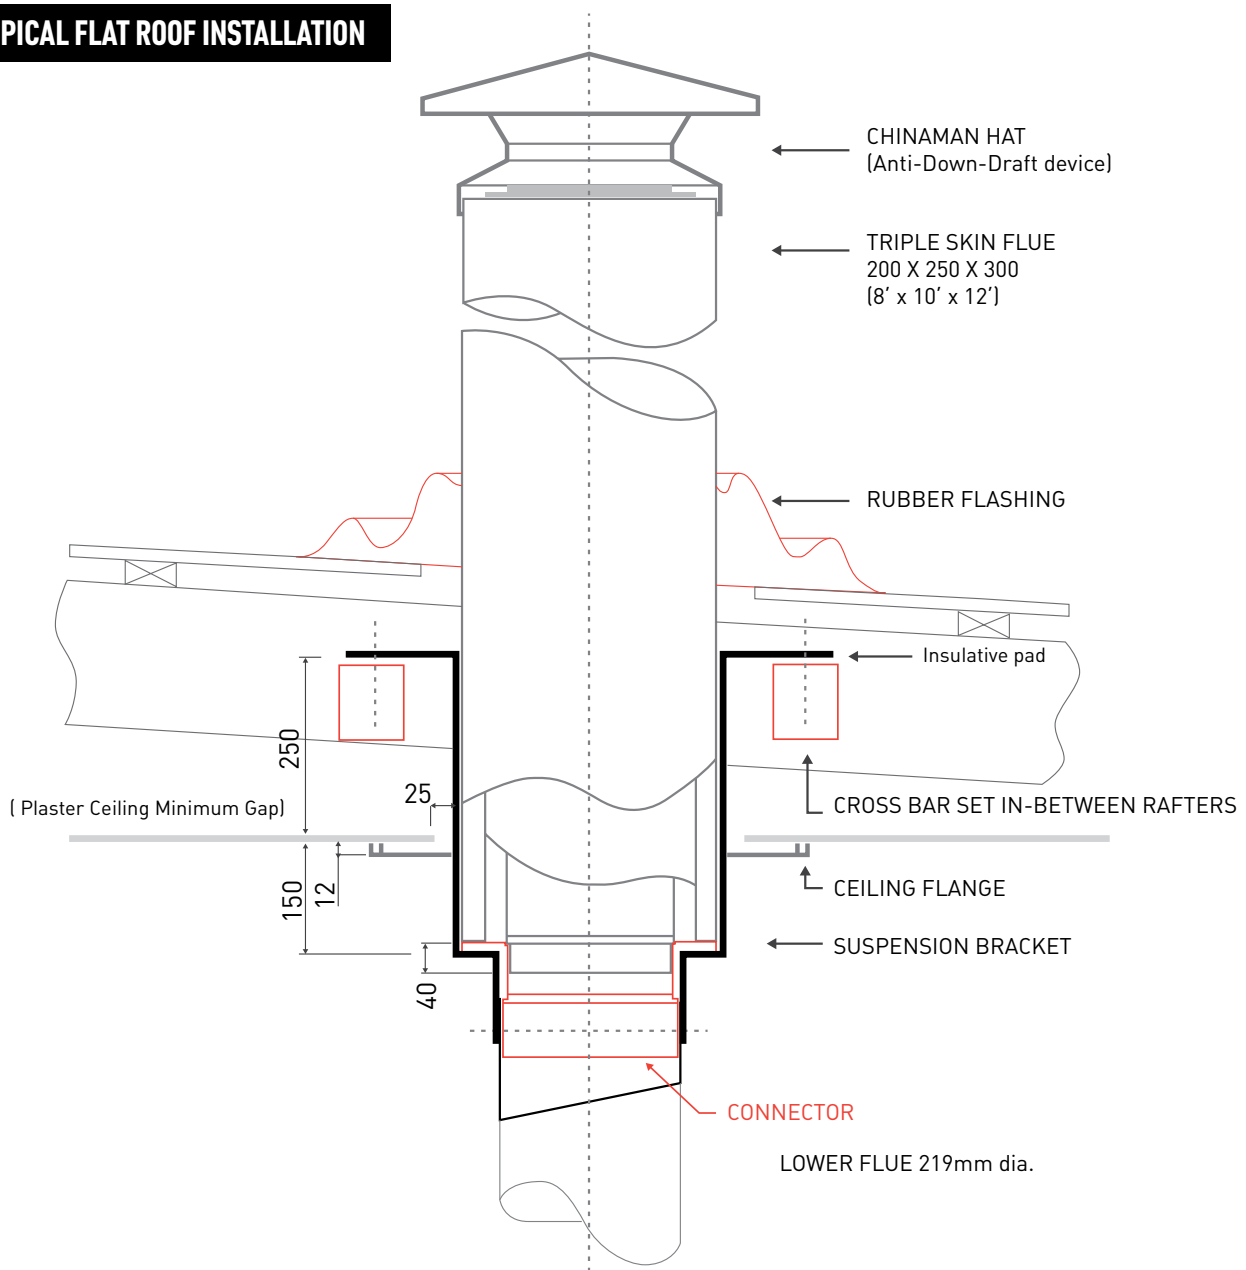 PICAL FLAT ROOF INSTALLATION
CHINAMAN HAT
(Anti-Down-Draft device)
TRIPLE SKIN FLUE
200 X 250 X 300
(8′ x 10′ x 12′)
RUBBER FLASHING
Insulative pad
250
25
( Plaster Ceiling Minimum Gap)
CROSS BAR SET IN-BETWEEN RAFTERS
150
12
CEILING FLANGE
SUSPENSION BRACKET
40
CONNECTOR
LOWER FLUE 219mm dia.